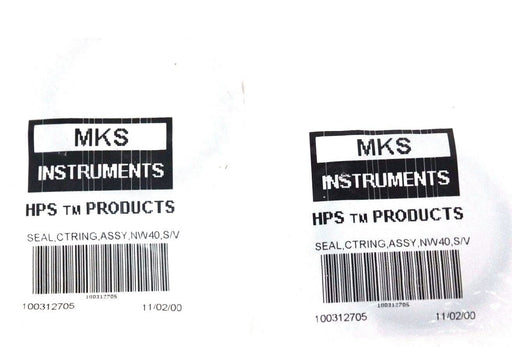 MKS
INSTRUMENTS
HPS TM PRODUCTS
SEAL,CTRING,ASSY,NW40,S/V
100312705
100312705 11/02/00
MKS
INSTRUMENTS
HPS TM PRODUCTS
SEAL,CTRING,ASSY,NW40,S/V
100312705
100312705 11/02/00